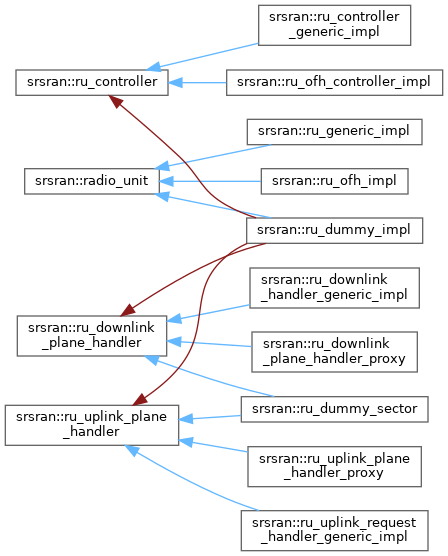 srsran::ru_controller
_generic_impl
srsran::ru_controller
srsran::ru_ofh_controller_impl
srsran::ru_generic_impl
srsran::radio_unit
srsran::ru_ofh_impl
srsran::ru_dummy_impl
srsran::ru_downlink
_handler_generic_impl
srsran::ru_downlink
_plane_handler
srsran::ru_downlink
_plane_handler_proxy
srsran::ru_dummy_sector
srsran::ru_uplink_plane
_handler
srsran::ru_uplink_plane
_handler_proxy
srsran::ru_uplink_request
_handler_generic_impl